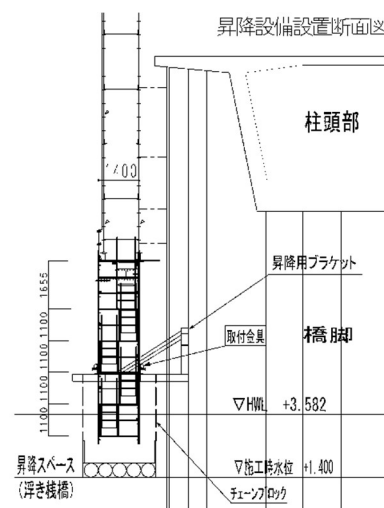 昇降設備設置断面図
柱頭部
1400
昇降用ブラケット
1655
1100
取付金具
橋脚
1100
1100
▽HWL +3.582
1100
昇降スペース
(浮き桟橋)
▽施工時水位 +1.400
チェーンブロック